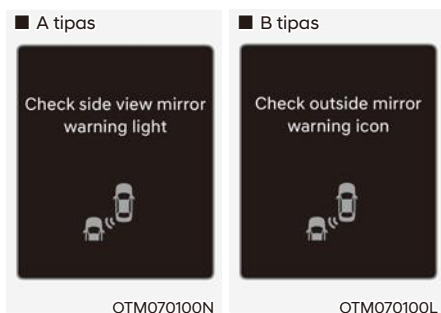 ■ A tipas
Check side view mirror
warning light
OTM070100N
■ B tipas
Check outside mirror
warning icon
OTM070100L